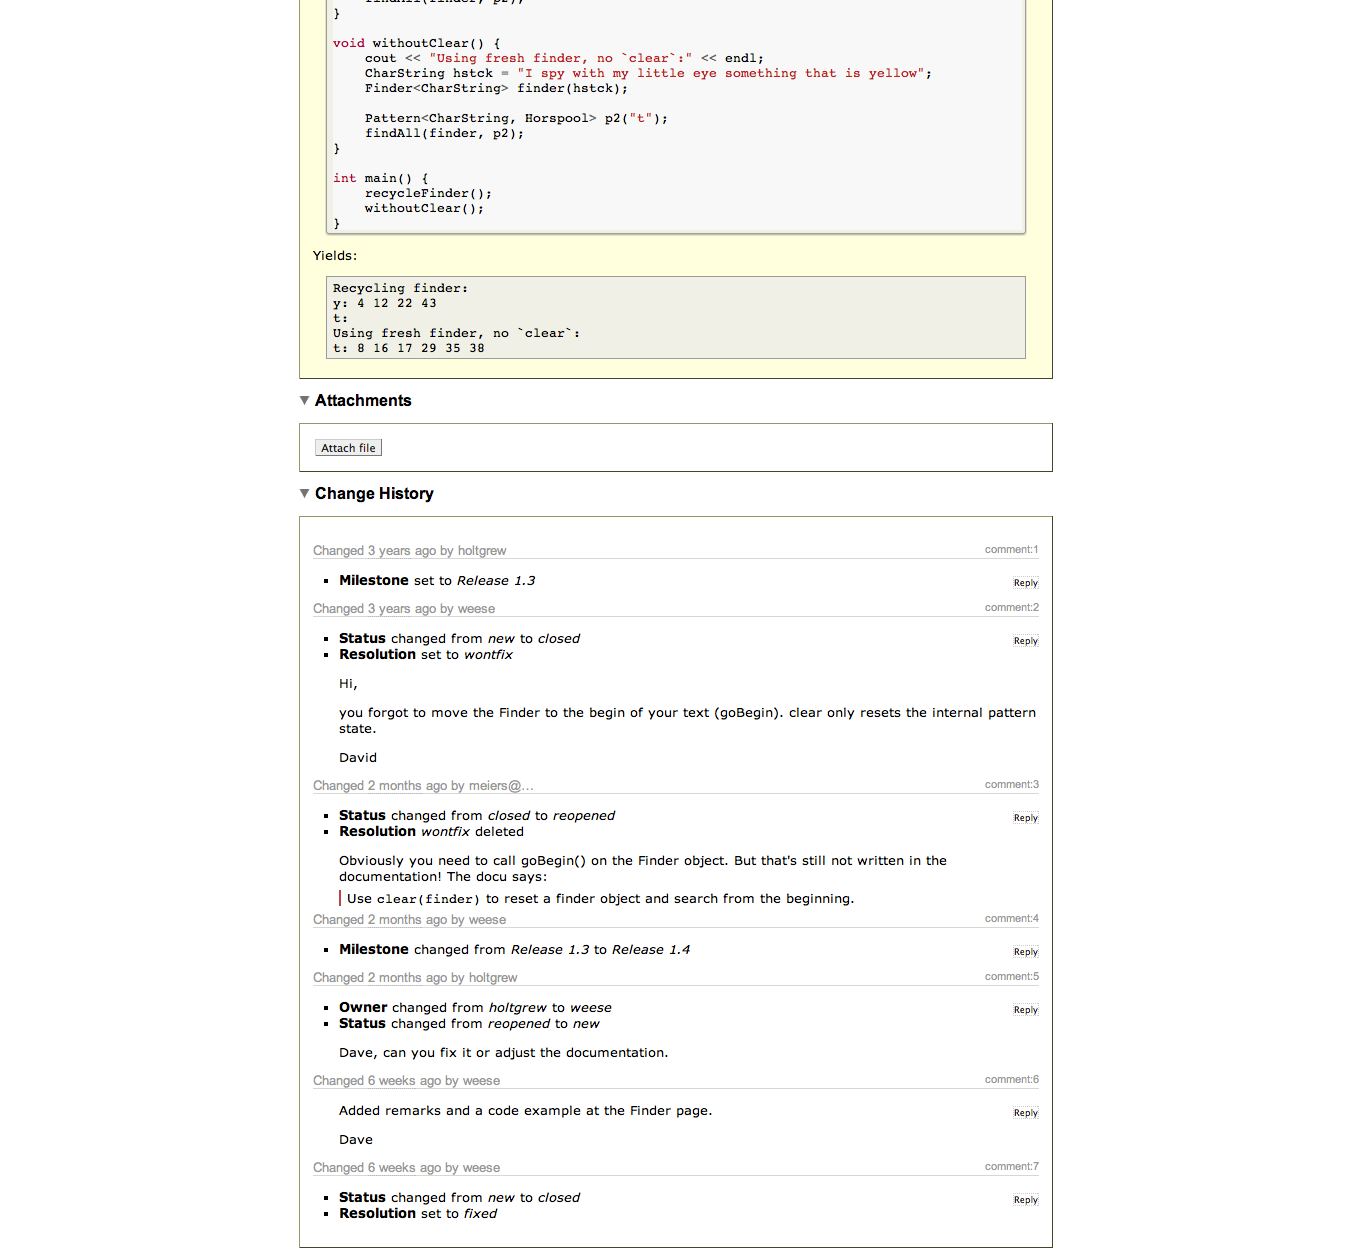 }
void withoutClear() {
cout << "Using fresh finder, no `clear`:" << endl;
CharString hstck = "I spy with my little eye something that is yellow";
Finder<CharString> finder(hstck);
Pattern<CharString, Horspool> p2("t");
findAll(finder, p2);
}
int main() {
recycleFinder();
withoutClear();
}
Yields:
Recycling finder:
y: 4 12 22 43
t:
Using fresh finder, no `clear`:
t: 8 16 17 29 35 38
Attachments
Attach file
Change History
Changed 3 years ago by holtgrew comment:1
Milestone set to Release 1.3 Reply
Changed 3 years ago by weese comment:2
Status changed from new to closed Reply
Resolution set to wontfix
Hi,
you forgot to move the Finder to the begin of your text (goBegin). clear only resets the internal pattern
state.
David
Changed 2 months ago by meiers@… comment:3
Status changed from closed to reopened Reply
Resolution wontfix deleted
Obviously you need to call goBegin() on the Finder object. But that's still not written in the
documentation! The docu says:
Use clear(finder) to reset a finder object and search from the beginning.
Changed 2 months ago by weese comment:4
Milestone changed from Release 1.3 to Release 1.4 Reply
Changed 2 months ago by holtgrew comment:5
Owner changed from holtgrew to weese Reply
Status changed from reopened to new
Dave, can you fix it or adjust the documentation.
Changed 6 weeks ago by weese comment:6
Added remarks and a code example at the Finder page. Reply
Dave
Changed 6 weeks ago by weese comment:7
Status changed from new to closed Reply
Resolution set to fixed